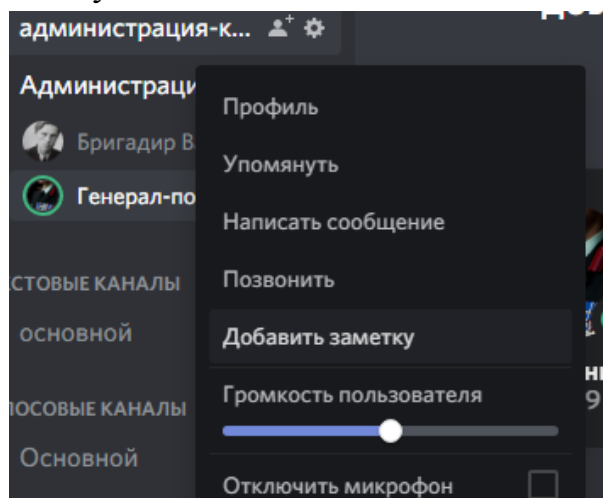 администрация-к...
Администраци
Бригадир В
Генерал-по
СТОВЫЕ КАНАЛЫ
основной
ЛОСОВЫЕ КАНАЛЫ
Основной
Профиль
Упомянуть
Написать сообщение
Позвонить
Добавить заметку
Громкость пользователя
Отключить микрофон
9